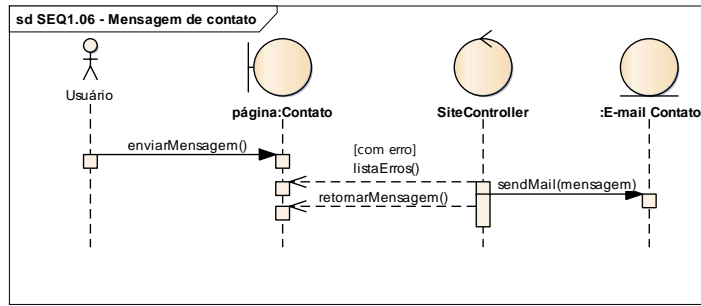 sd SEQ1.06 - Mensagem de contato
Usuário
página:Contato
SiteController
:E-mail Contato
enviarMensagem()
[com erro]
listaErros()
sendMail(mensagem)
retornarMensagem()